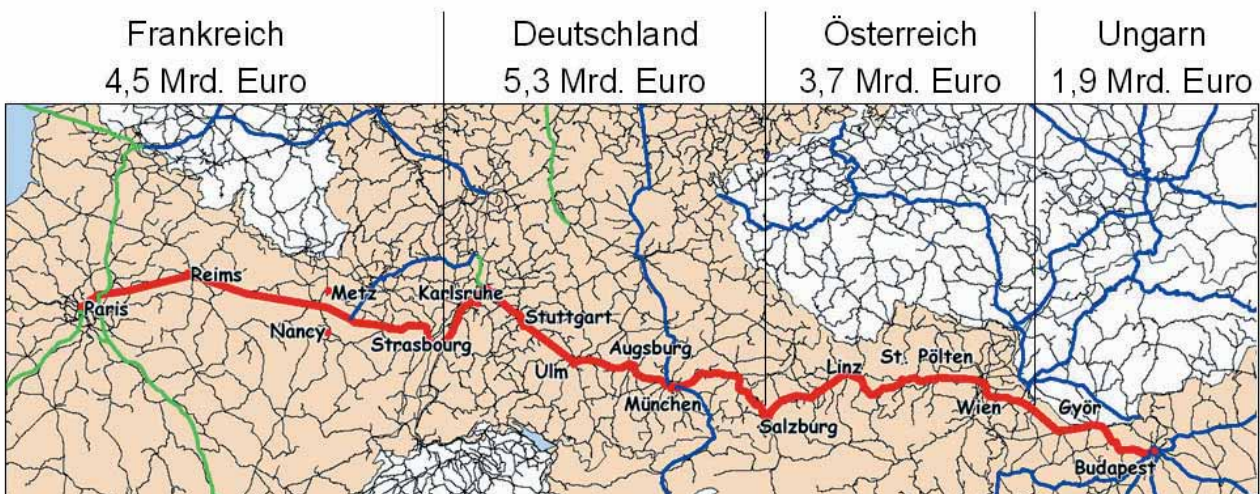 Frankreich
Deutschland
Österreich
Ungarn
4,5 Mrd. Euro
5,3 Mrd. Euro
3,7 Mrd. Euro
1,9 Mrd. Euro
Reims
Paris
Metz
Nancy
Strasbourg
Karlsruhe
Stuttgart
Ulm
Augsburg
München
Salzburg
Linz
St. Pölten
Wien
Györ
Budapest